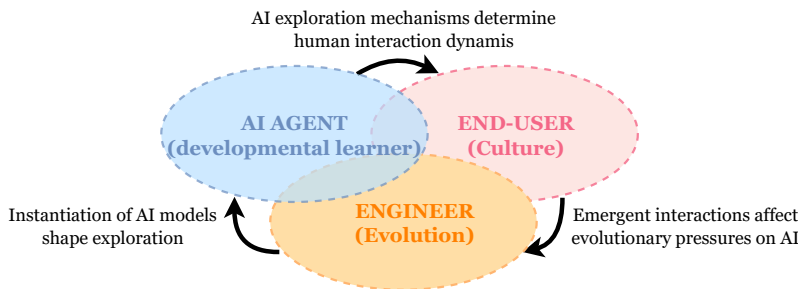 AI exploration mechanisms determine
human interaction dynamis
AI AGENT
(developmental learner)
END-USER
(Culture)
ENGINEER
(Evolution)
Instantiation of AI models
shape exploration
Emergent interactions affect
evolutionary pressures on AI